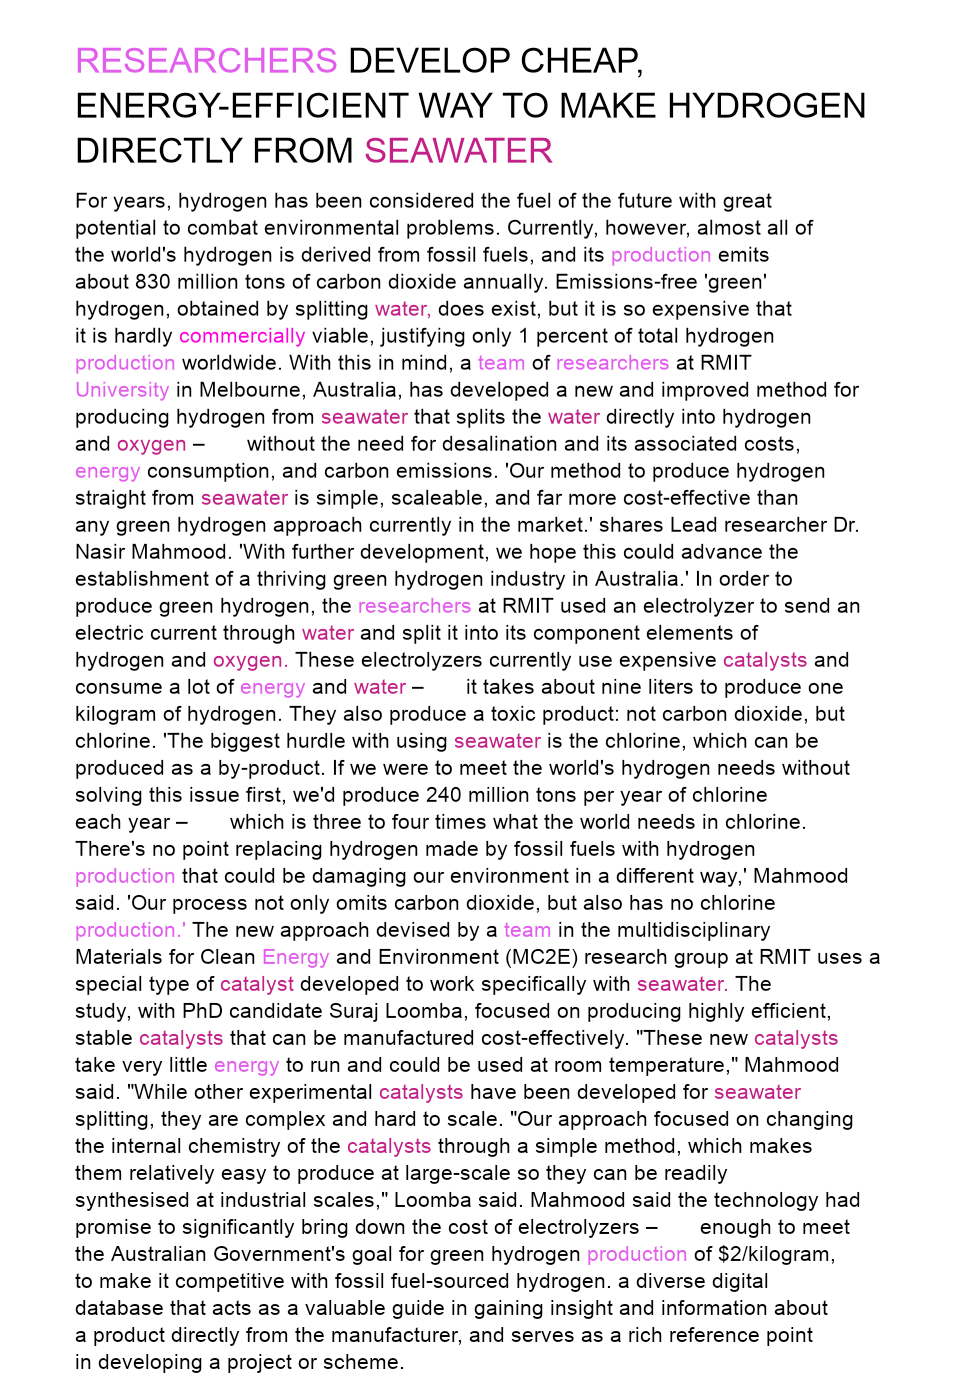 RESEARCHERS DEVELOP CHEAP,
ENERGY-EFFICIENT WAY TO MAKE HYDROGEN
DIRECTLY FROM SEAWATER
For years, hydrogen has been considered the fuel of the future with great
potential to combat environmental problems. Currently, however, almost all of
the world's hydrogen is derived from fossil fuels, and its production emits
about 830 million tons of carbon dioxide annually. Emissions-free 'green'
hydrogen, obtained by splitting water, does exist, but it is so expensive that
it is hardly commercially viable, justifying only 1 percent of total hydrogen
production worldwide. With this in mind, a team of researchers at RMIT
University in Melbourne, Australia, has developed a new and improved method for
producing hydrogen from seawater that splits the water directly into hydrogen
and oxygen – without the need for desalination and its associated costs,
energy consumption, and carbon emissions. 'Our method to produce hydrogen
straight from seawater is simple, scaleable, and far more cost-effective than
any green hydrogen approach currently in the market.' shares Lead researcher Dr.
Nasir Mahmood. 'With further development, we hope this could advance the
establishment of a thriving green hydrogen industry in Australia.' In order to
produce green hydrogen, the researchers at RMIT used an electrolyzer to send an
electric current through water and split it into its component elements of
hydrogen and oxygen. These electrolyzers currently use expensive catalysts and
consume a lot of energy and water – it takes about nine liters to produce one
kilogram of hydrogen. They also produce a toxic product: not carbon dioxide, but
chlorine. 'The biggest hurdle with using seawater is the chlorine, which can be
produced as a by-product. If we were to meet the world's hydrogen needs without
solving this issue first, we'd produce 240 million tons per year of chlorine
each year – which is three to four times what the world needs in chlorine.
There's no point replacing hydrogen made by fossil fuels with hydrogen
production that could be damaging our environment in a different way,' Mahmood
said. 'Our process not only omits carbon dioxide, but also has no chlorine
production.' The new approach devised by a team in the multidisciplinary
Materials for Clean Energy and Environment (MC2E) research group at RMIT uses a
special type of catalyst developed to work specifically with seawater. The
study, with PhD candidate Suraj Loomba, focused on producing highly efficient,
stable catalysts that can be manufactured cost-effectively. "These new catalysts
take very little energy to run and could be used at room temperature," Mahmood
said. "While other experimental catalysts have been developed for seawater
splitting, they are complex and hard to scale. "Our approach focused on changing
the internal chemistry of the catalysts through a simple method, which makes
them relatively easy to produce at large-scale so they can be readily
synthesised at industrial scales," Loomba said. Mahmood said the technology had
promise to significantly bring down the cost of electrolyzers – enough to meet
the Australian Government's goal for green hydrogen production of $2/kilogram,
to make it competitive with fossil fuel-sourced hydrogen. a diverse digital
database that acts as a valuable guide in gaining insight and information about
a product directly from the manufacturer, and serves as a rich reference point
in developing a project or scheme.